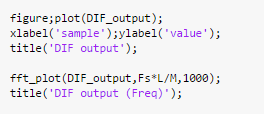 figure;plot(DIF_output);
xlabel('sample');ylabel('value');
title('DIF output');
fft_plot(DIF_output,Fs*L/M,1000);
title('DIF output (Freq)');